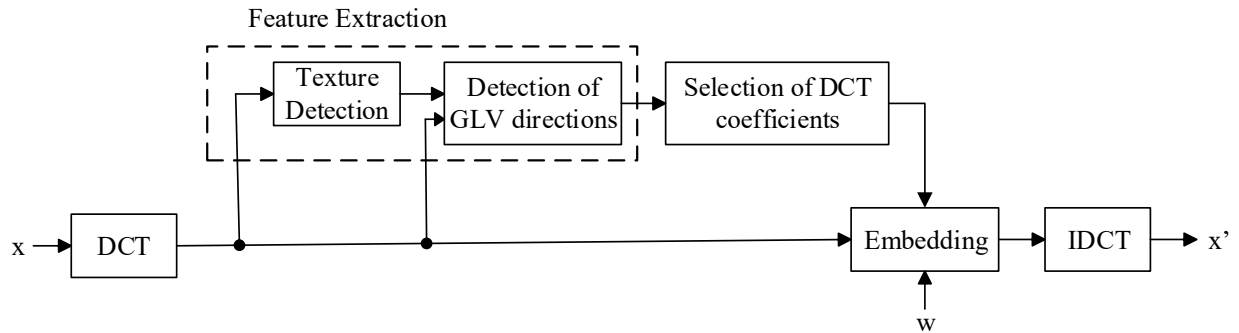 Feature Extraction
Texture
Detection
Detection of
GLV directions
Selection of DCT
coefficients
x
DCT
Embedding
IDCT
x’
w